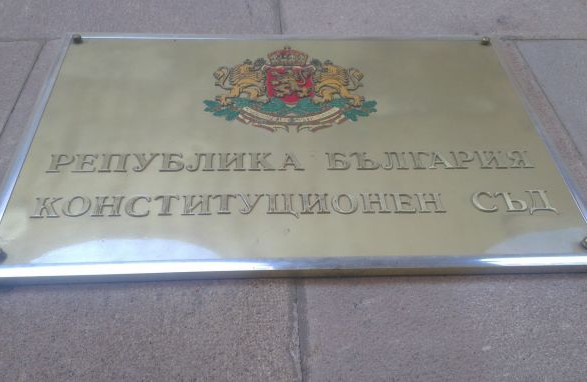 РЕПУБЛИКА БЪЛГАРИЯ
КОНСТИТУЦИОНЕН СЪД